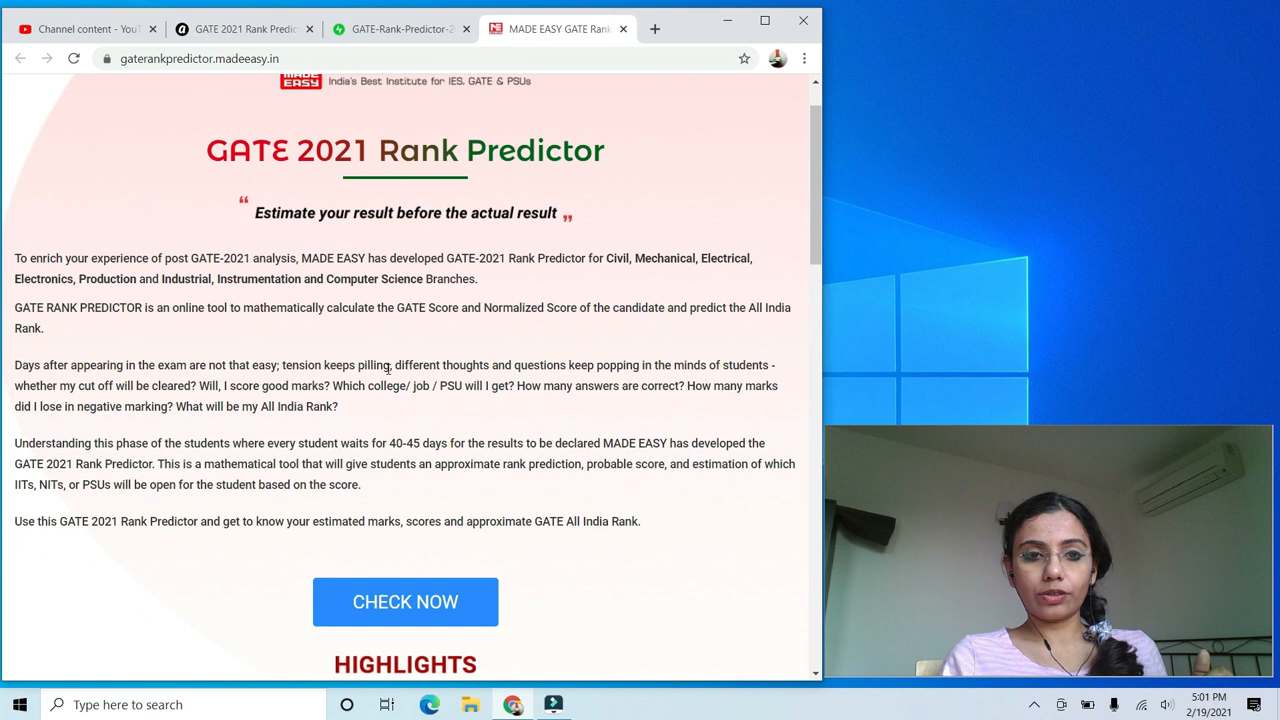 Channel content - YouT
GATE 2021 Rank Predic
GATE-Rank-Predictor-2
MADE EASY GATE Rank
gaterankpredictor.madeeasy.in
MADE EASY India's Best Institute for IES, GATE & PSUs
GATE 2021 Rank Predictor
“ Estimate your result before the actual result ”
To enrich your experience of post GATE-2021 analysis, MADE EASY has developed GATE-2021 Rank Predictor for Civil, Mechanical, Electrical,
Electronics, Production and Industrial, Instrumentation and Computer Science Branches.
GATE RANK PREDICTOR is an online tool to mathematically calculate the GATE Score and Normalized Score of the candidate and predict the All India
Rank.
Days after appearing in the exam are not that easy; tension keeps pilling, different thoughts and questions keep popping in the minds of students -
whether my cut off will be cleared? Will, I score good marks? Which college/ job / PSU will I get? How many answers are correct? How many marks
did I lose in negative marking? What will be my All India Rank?
Understanding this phase of the students where every student waits for 40-45 days for the results to be declared MADE EASY has developed the
GATE 2021 Rank Predictor. This is a mathematical tool that will give students an approximate rank prediction, probable score, and estimation of which
IITs, NITs, or PSUs will be open for the student based on the score.
Use this GATE 2021 Rank Predictor and get to know your estimated marks, scores and approximate GATE All India Rank.
CHECK NOW
HIGHLIGHTS
Type here to search
5:01 PM
2/19/2021